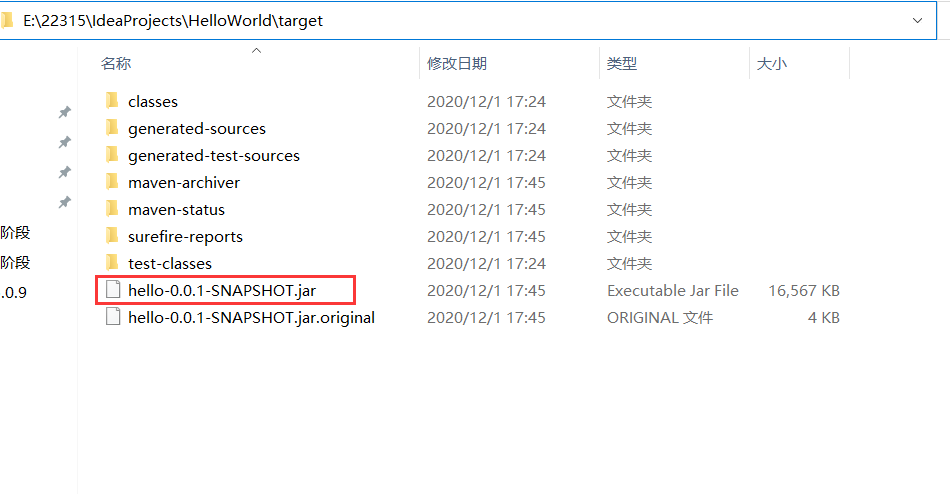 E:\22315\IdeaProjects\HelloWorld\target
名称 修改日期 类型 大小
classes 2020/12/1 17:24 文件夹
generated-sources 2020/12/1 17:24 文件夹
generated-test-sources 2020/12/1 17:24 文件夹
maven-archiver 2020/12/1 17:45 文件夹
maven-status 2020/12/1 17:45 文件夹
surefire-reports 2020/12/1 17:45 文件夹
阶段
test-classes 2020/12/1 17:24 文件夹
阶段
hello-0.0.1-SNAPSHOT.jar 2020/12/1 17:45 Executable Jar File 16,567 KB
.0.9
hello-0.0.1-SNAPSHOT.jar.original 2020/12/1 17:45 ORIGINAL 文件 4 KB